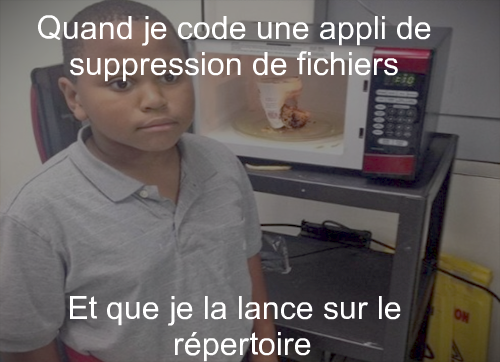 Quand je code une appli de
suppression de fichiers
Et que je la lance sur le
répertoire